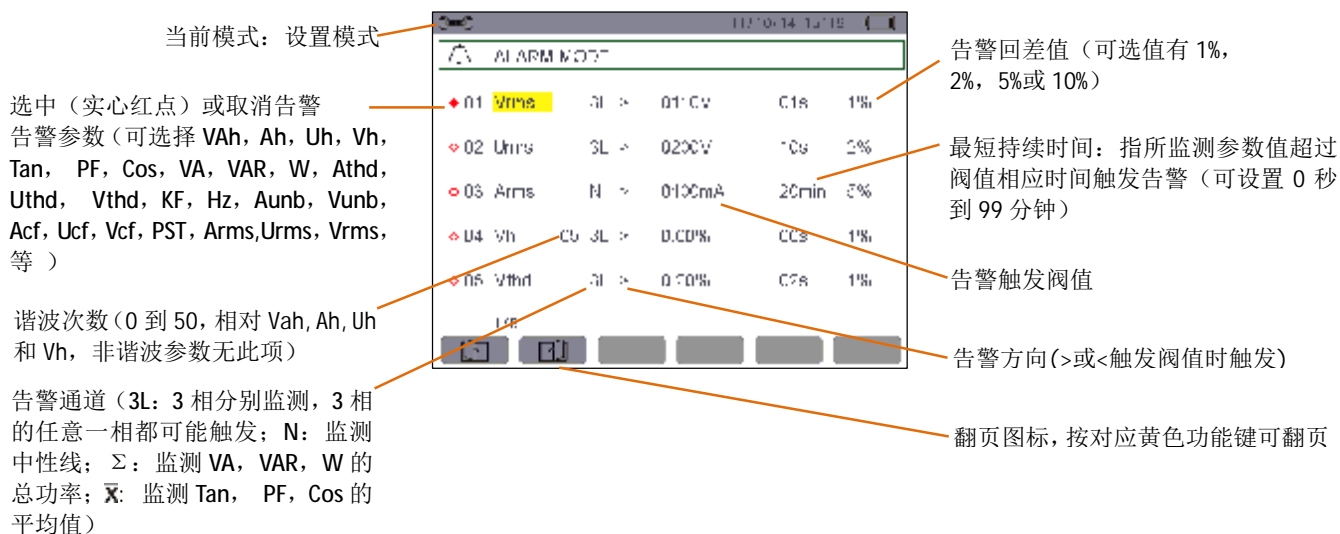 当前模式：设置模式
选中（实心红点）或取消告警
告警参数（可选择 VAh，Ah，Uh，Vh，
Tan， PF，Cos，VA，VAR，W，Athd，
Uthd， Vthd，KF，Hz，Aunb，Vunb，
Acf，Ucf，Vcf，PST，Arms,Urms，Vrms，
等 ）
谐波次数（0 到 50，相对 Vah, Ah, Uh
和 Vh，非谐波参数无此项）
告警通道（3L：3 相分别监测，3 相
的任意一相都可能触发；N：监测
中性线；Σ：监测 VA，VAR，W 的
总功率；x̄: 监测 Tan， PF，Cos 的
平均值）
ALARM MODE
01 Vrms 3L > 0110V 01s 1%
02 Urms 3L > 0200V 10s 2%
03 Arms N > 0100mA 20min 5%
04 Vh 05 3L > 00s 1%
05 Vthd 3L > 02s 1%
告警回差值（可选值有 1%，
2%，5%或 10%）
最短持续时间：指所监测参数值超过
阀值相应时间触发告警（可设置 0 秒
到 99 分钟）
告警触发阀值
告警方向(>或<触发阀值时触发)
翻页图标，按对应黄色功能键可翻页